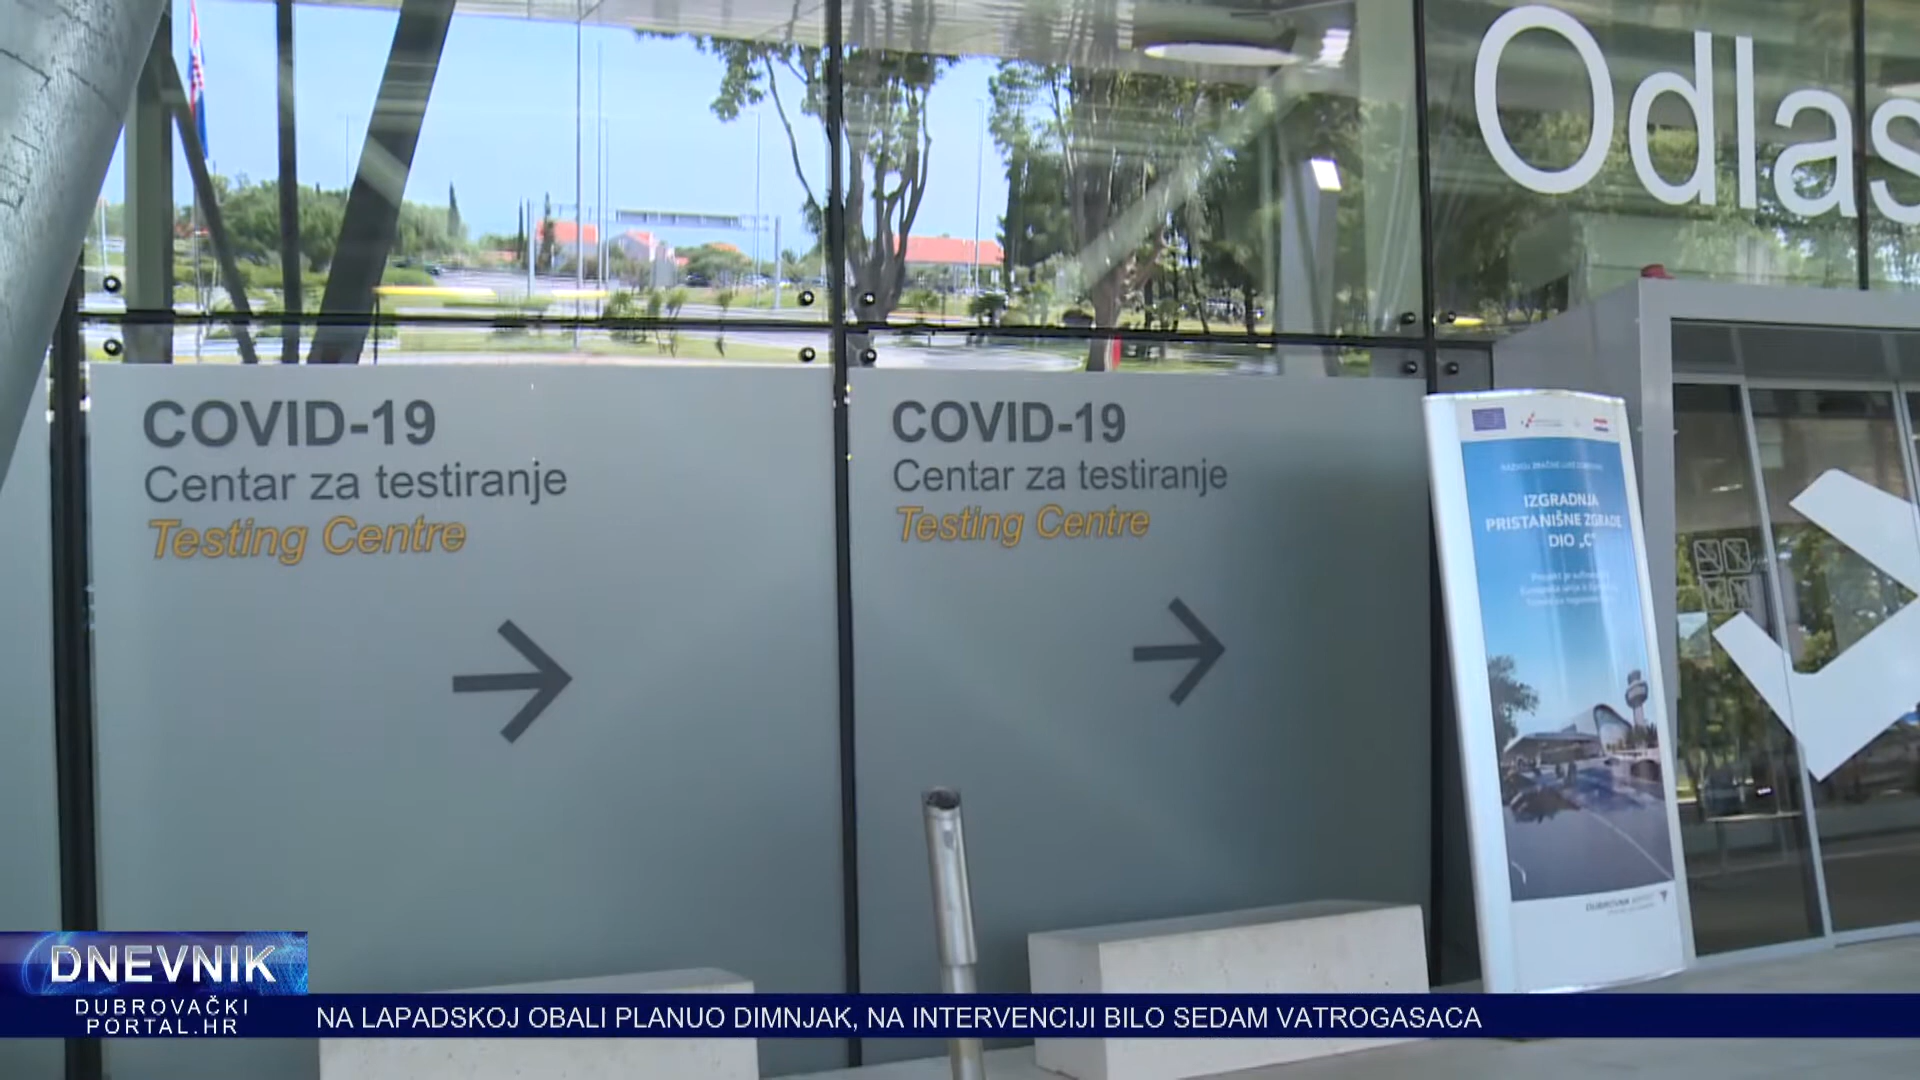 Odlas
COVID-19
Centar za testiranje
Testing Centre
COVID-19
Centar za testiranje
Testing Centre
IZGRADNJA
PRISTANIŠNE ZGRADE
DIO „C“
DUBROVNIK
DNEVNIK
DUBROVAČKI
PORTAL.HR
NA LAPADSKOJ OBALI PLANUO DIMNJAK, NA INTERVENCIJI BILO SEDAM VATROGASACA